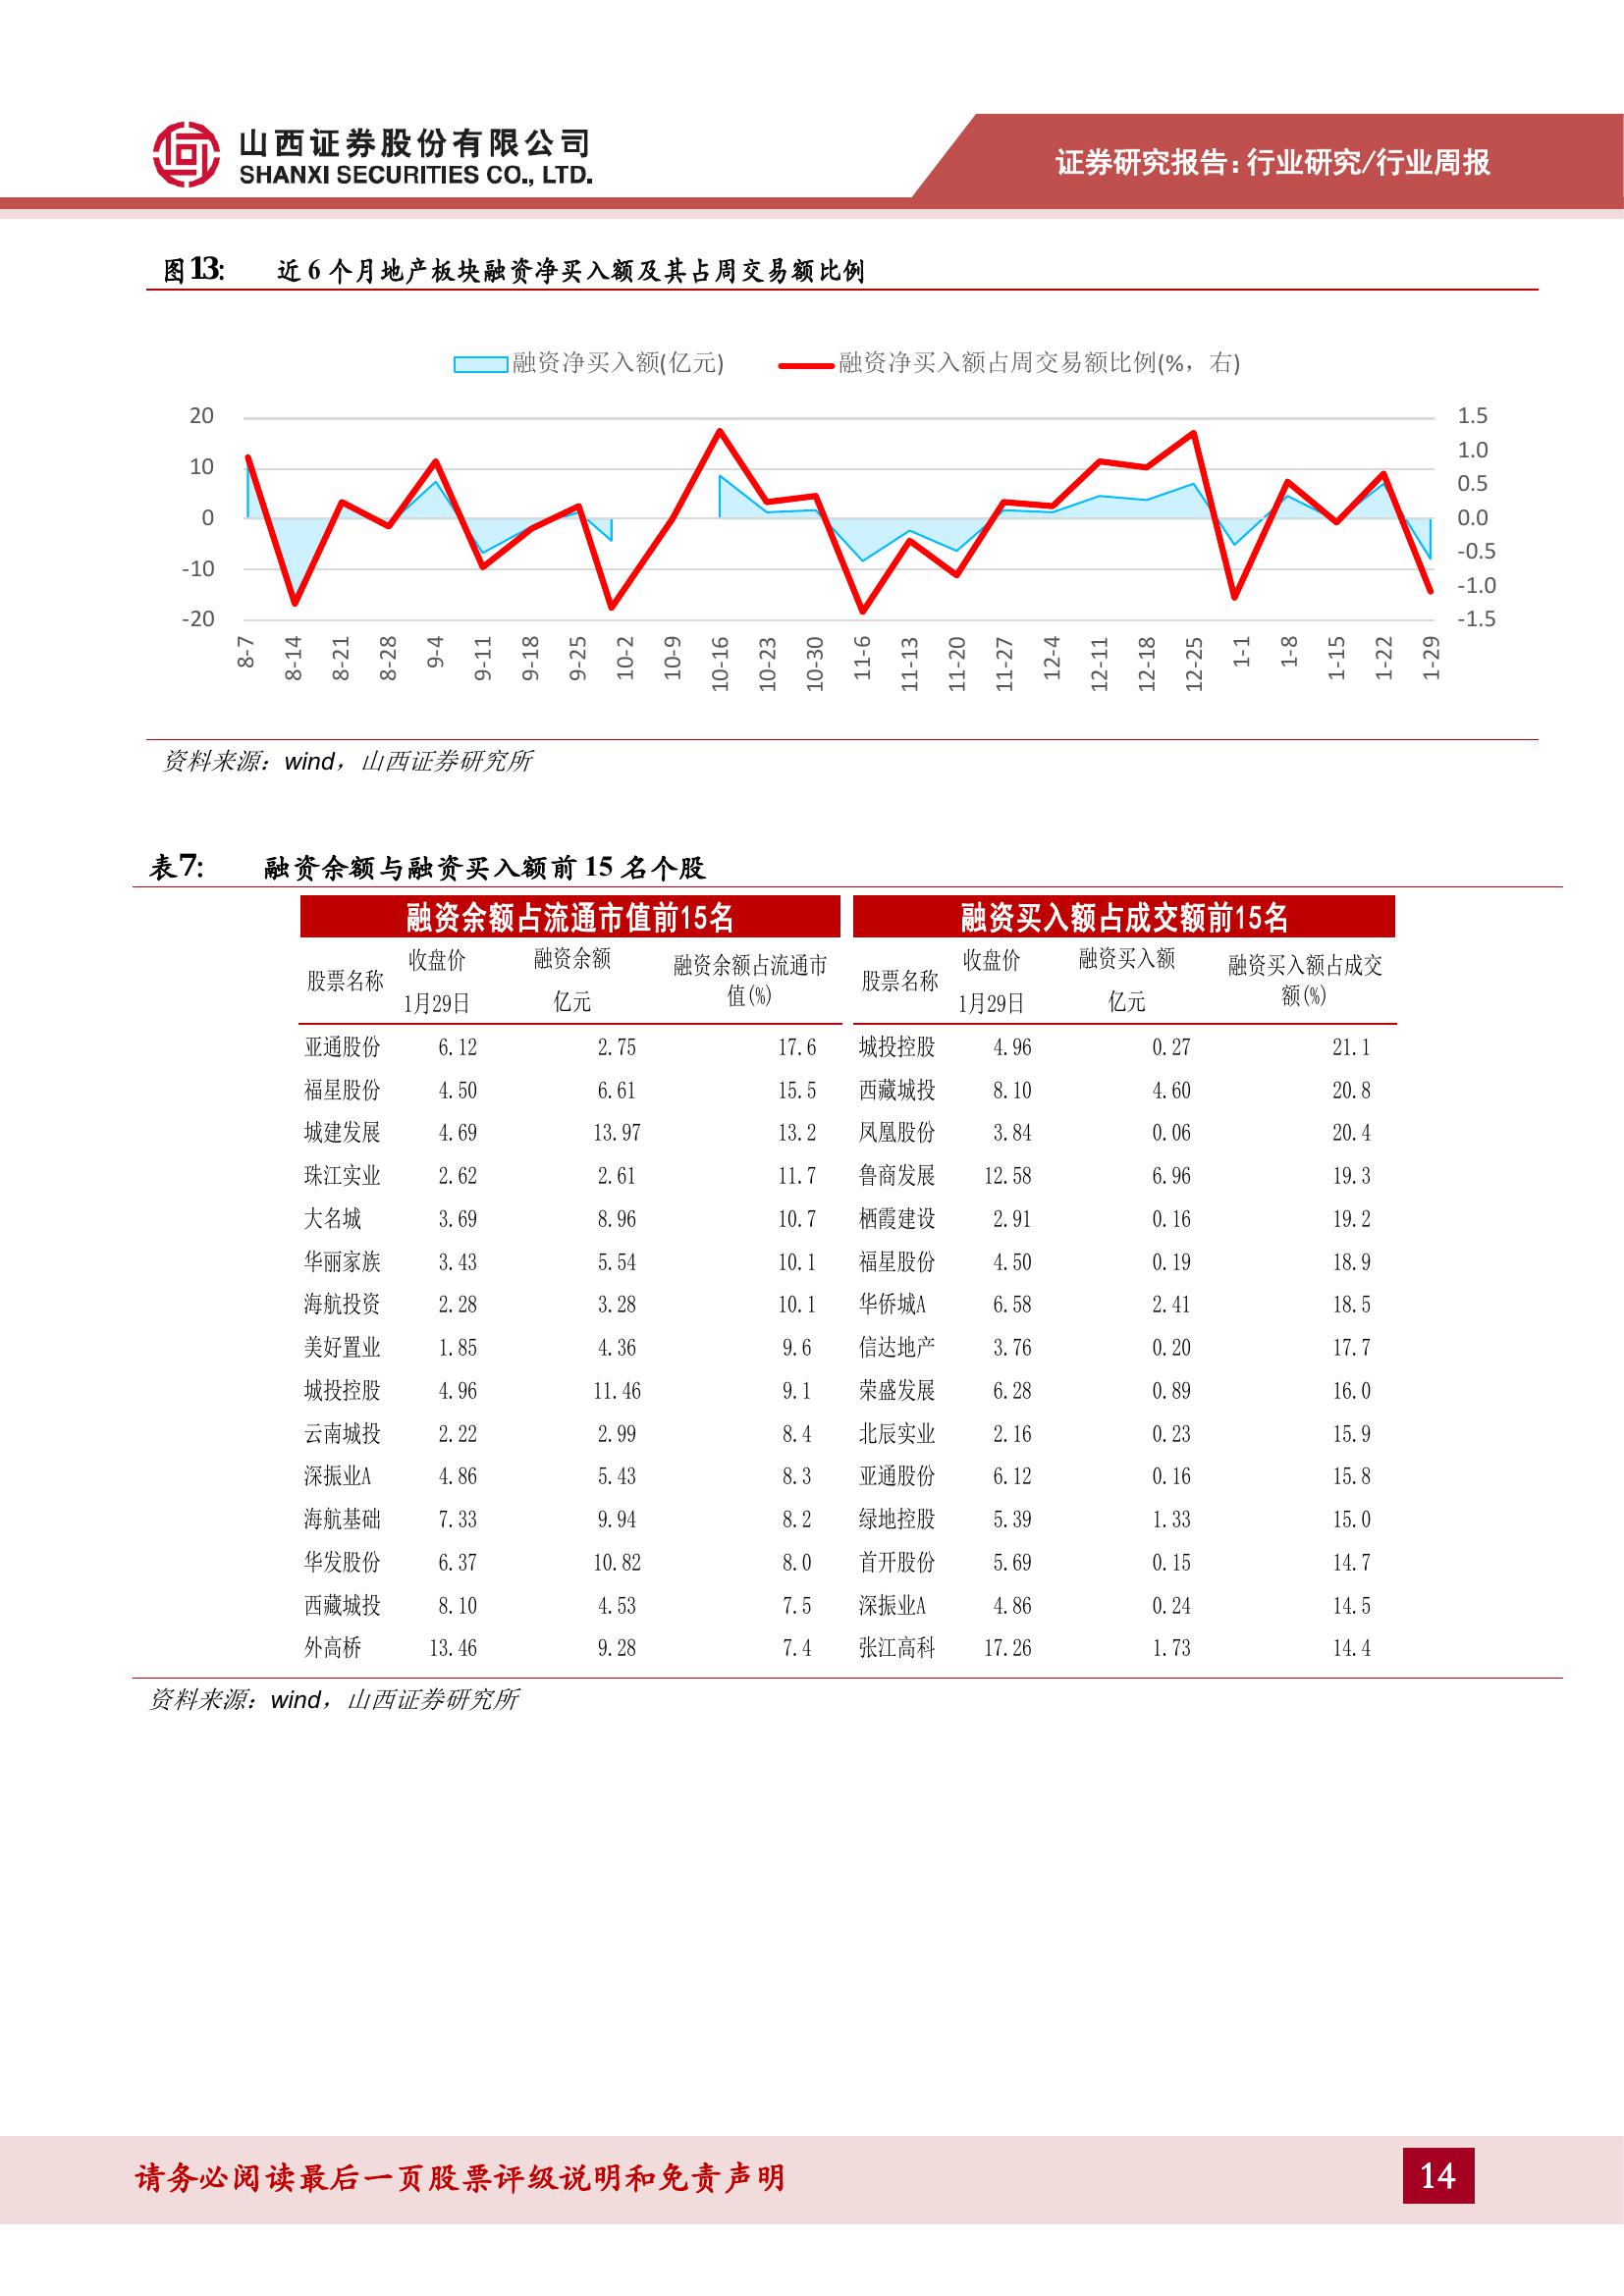 山西证券股份有限公司
SHANXI SECURITIES CO., LTD.
证券研究报告:行业研究/行业周报
图13: 近 6 个月地产板块融资净买入额及其占周交易额比例
融资净买入额(亿元) 融资净买入额占周交易额比例(%，右)
20 1.5
1.0
10 0.5
0 0.0
-0.5
-10 -1.0
-20 -1.5
8-7 8-14 8-21 8-28 9-4 9-11 9-18 9-25 10-2 10-9 10-16 10-23 10-30 11-6 11-13 11-20 11-27 12-4 12-11 12-18 12-25 1-1 1-8 1-15 1-22 1-29
资料来源：wind，山西证券研究所
表7: 融资余额与融资买入额前 15 名个股
融资余额占流通市值前15名 融资买入额占成交额前15名
股票名称 收盘价 融资余额 融资余额占流通市 股票名称 收盘价 融资买入额 融资买入额占成交
1月29日 亿元 值(%) 1月29日 亿元 额(%)
亚通股份 6.12 2.75 17.6 城投控股 4.96 0.27 21.1
福星股份 4.50 6.61 15.5 西藏城投 8.10 4.60 20.8
城建发展 4.69 13.97 13.2 凤凰股份 3.84 0.06 20.4
珠江实业 2.62 2.61 11.7 鲁商发展 12.58 6.96 19.3
大名城 3.69 8.96 10.7 栖霞建设 2.91 0.16 19.2
华丽家族 3.43 5.54 10.1 福星股份 4.50 0.19 18.9
海航投资 2.28 3.28 10.1 华侨城A 6.58 2.41 18.5
美好置业 1.85 4.36 9.6 信达地产 3.76 0.20 17.7
城投控股 4.96 11.46 9.1 荣盛发展 6.28 0.89 16.0
云南城投 2.22 2.99 8.4 北辰实业 2.16 0.23 15.9
深振业A 4.86 5.43 8.3 亚通股份 6.12 0.16 15.8
海航基础 7.33 9.94 8.2 绿地控股 5.39 1.33 15.0
华发股份 6.37 10.82 8.0 首开股份 5.69 0.15 14.7
西藏城投 8.10 4.53 7.5 深振业A 4.86 0.24 14.5
外高桥 13.46 9.28 7.4 张江高科 17.26 1.73 14.4
资料来源：wind，山西证券研究所
请务必阅读最后一页股票评级说明和免责声明
14